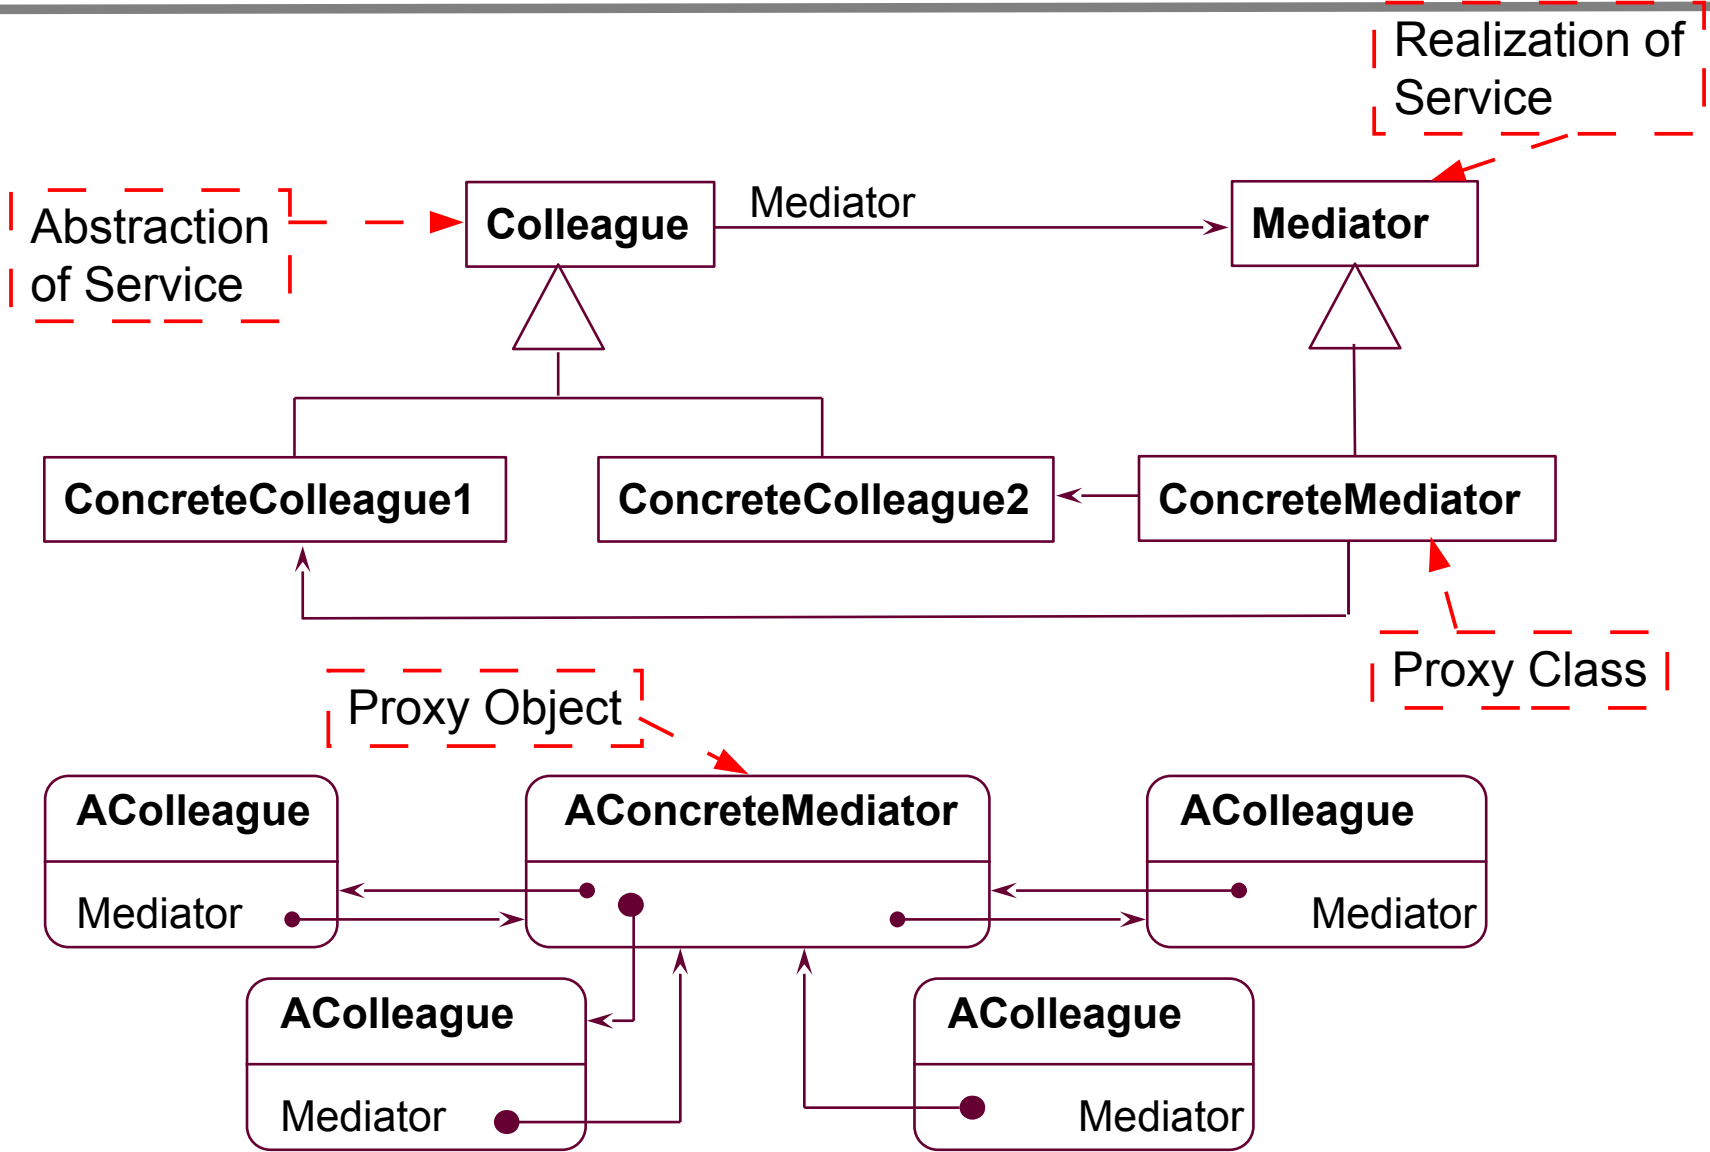 Realization of
Service
Abstraction
of Service
Colleague
Mediator
Mediator
ConcreteColleague1
ConcreteColleague2
ConcreteMediator
Proxy Class
Proxy Object
AColleague
Mediator
AConcreteMediator
AColleague
Mediator
AColleague
Mediator
AColleague
Mediator